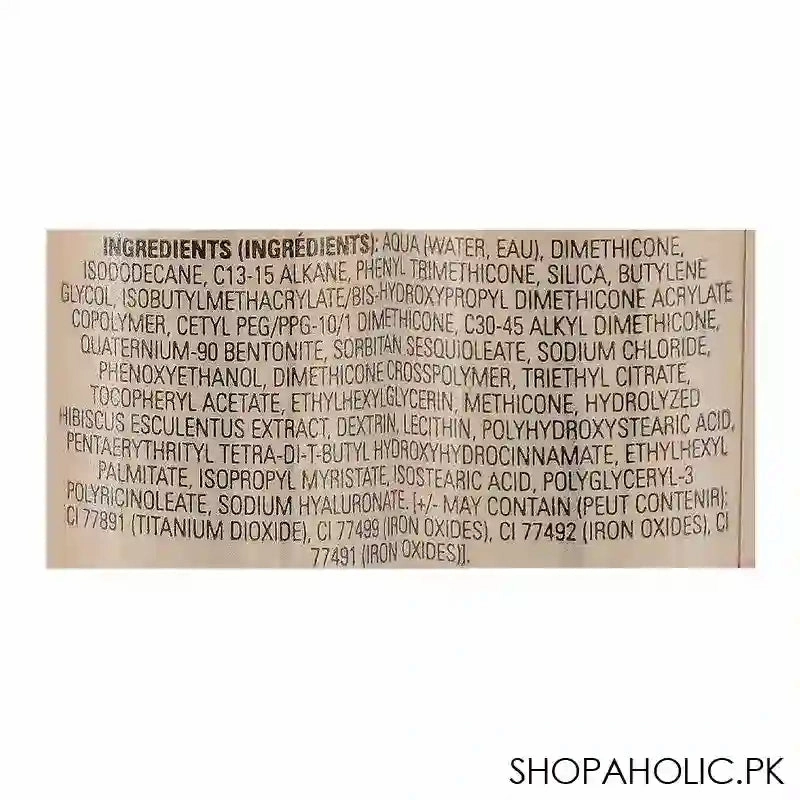 INGREDIENTS (INGRÉDIENTS): AQUA (WATER, EAU), DIMETHICONE,
ISODODECANE, C13-15 ALKANE, PHENYL TRIMETHICONE, SILICA, BUTYLENE
GLYCOL, ISOBUTYLMETHACRYLATE/BIS-HYDROXYPROPYL DIMETHICONE ACRYLATE
COPOLYMER, CETYL PEG/PPG-10/1 DIMETHICONE, C30-45 ALKYL DIMETHICONE,
QUATERNIUM-90 BENTONITE, SORBITAN SESQUIOLEATE, SODIUM CHLORIDE,
PHENOXYETHANOL, DIMETHICONE CROSSPOLYMER, TRIETHYL CITRATE,
TOCOPHERYL ACETATE, ETHYLHEXYLGLYCERIN, METHICONE, HYDROLYZED
HIBISCUS ESCULENTUS EXTRACT, DEXTRIN, LECITHIN, POLYHYDROXYSTEARIC ACID,
PENTAERYTHRITYL TETRA-DI-T-BUTYL HYDROXYHYDROCINNAMATE, ETHYLHEXYL
PALMITATE, ISOPROPYL MYRISTATE, ISOSTEARIC ACID, POLYGLYCERYL-3
POLYRICINOLEATE, SODIUM HYALURONATE. [+/- MAY CONTAIN (PEUT CONTENIR):
CI 77891 (TITANIUM DIOXIDE), CI 77499 (IRON OXIDES), CI 77492 (IRON OXIDES), CI
77491 (IRON OXIDES)].
SHOPAHOLIC.PK